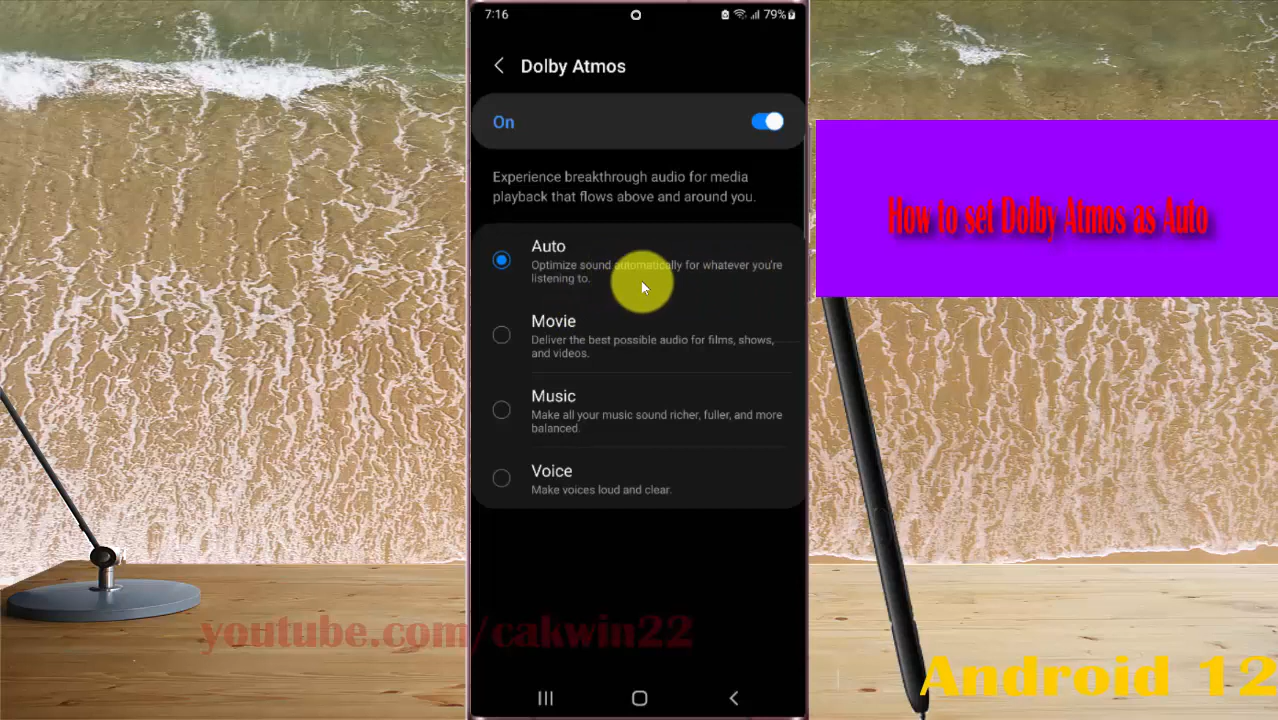 7:16
79%
Dolby Atmos
On
Experience breakthrough audio for media
playback that flows above and around you.
Auto
Optimize sound automatically for whatever you're
listening to.
Movie
Deliver the best possible audio for films, shows,
and videos.
Music
Make all your music sound richer, fuller, and more
balanced.
Voice
Make voices loud and clear.
How to set Dolby Atmos as Auto
youtube.com/cakwin22
Android 12